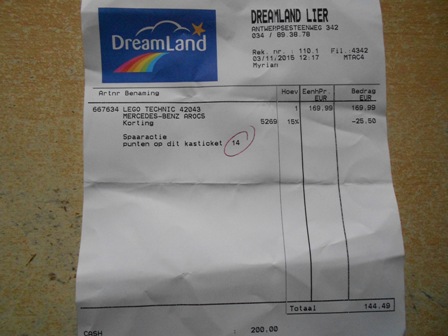 DREAMLAND
DREAMLAND LIER
ANTWERPSESTEENWEG 342
034 / 89.38.78
Rek. nr. : 110.1 Fil.4342
03/11/2015 12:17 MTAC4
Myrian
Artnr Benaming Hoev EenhPr. Bedrag
EUR EUR
667634 LEGO TECHNIC 42043 1 169.99 169.99
MERCEDES-BENZ AROCS
Korting 5269 15% -25.50
Spaaractie
punten op dit kasticket 14
Totaal 144.49
CASH 200.00